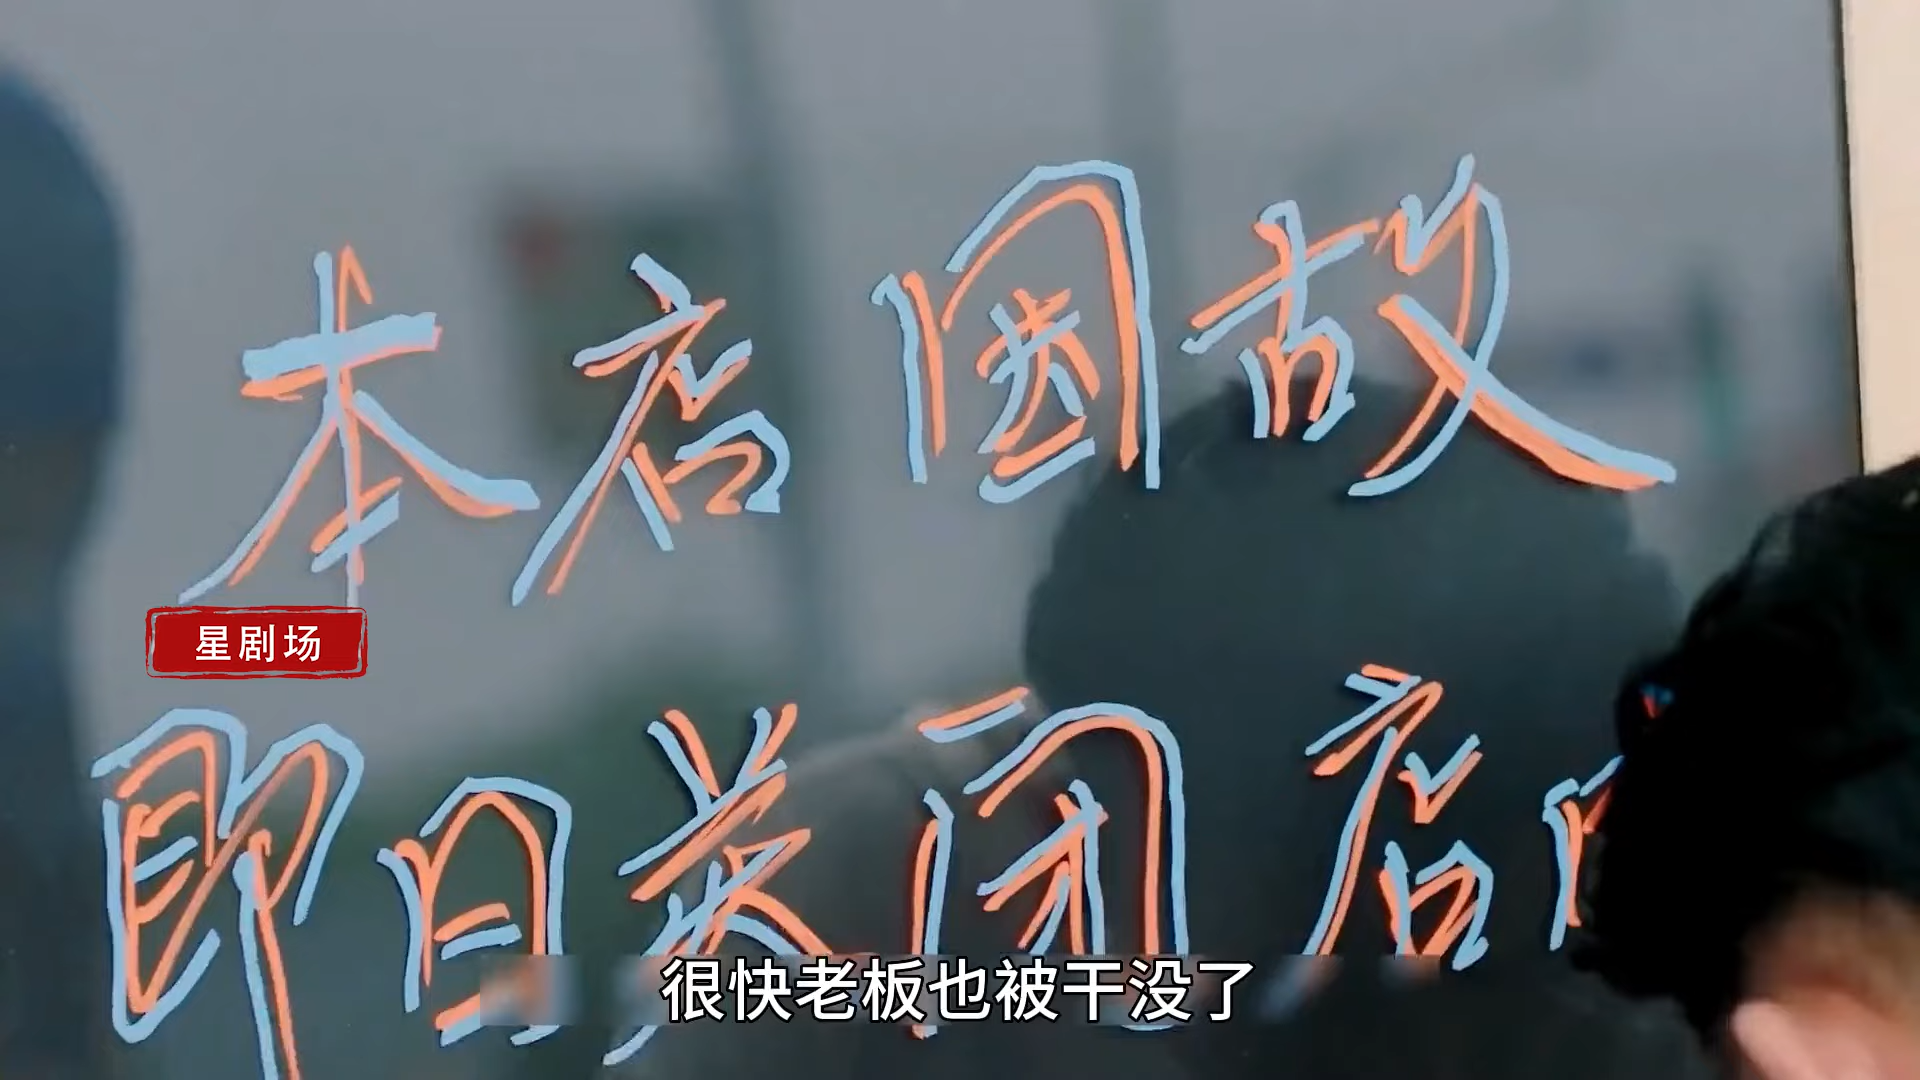 本店因故
星剧场
即日关闭店
很快老板也被干没了